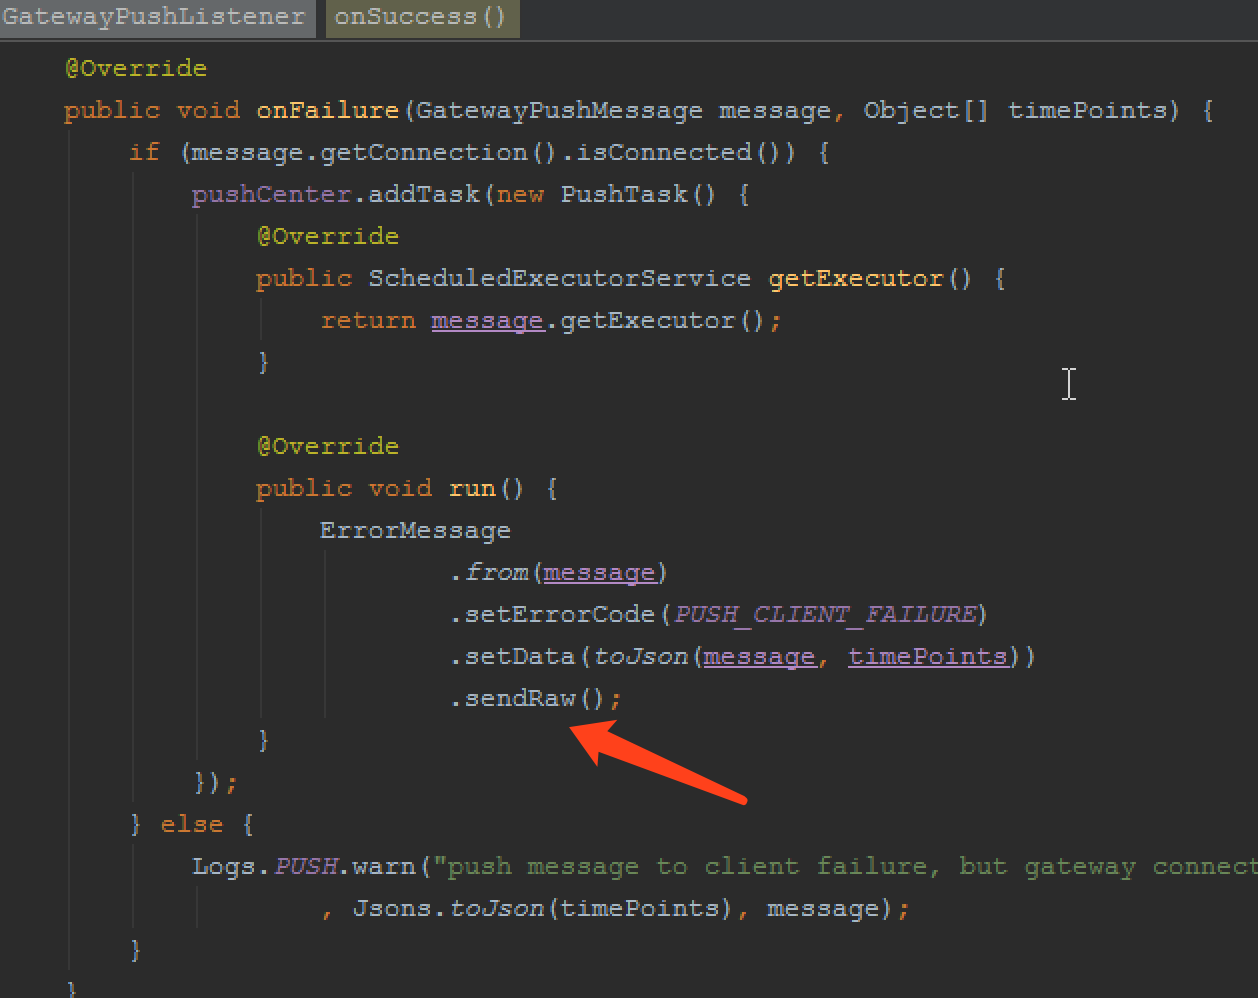 GatewayPushListener onSuccess()
@Override
public void onFailure(GatewayPushMessage message, Object[] timePoints) {
if (message.getConnection().isConnected()) {
pushCenter.addTask(new PushTask() {
@Override
public ScheduledExecutorService getExecutor() {
return message.getExecutor();
}
@Override
public void run() {
ErrorMessage
.from(message)
.setErrorCode(PUSH_CLIENT_FAILURE)
.setData(toJson(message, timePoints))
.sendRaw();
}
});
} else {
Logs.PUSH.warn("push message to client failure, but gateway connect
, Jsons.toJson(timePoints), message);
}
}